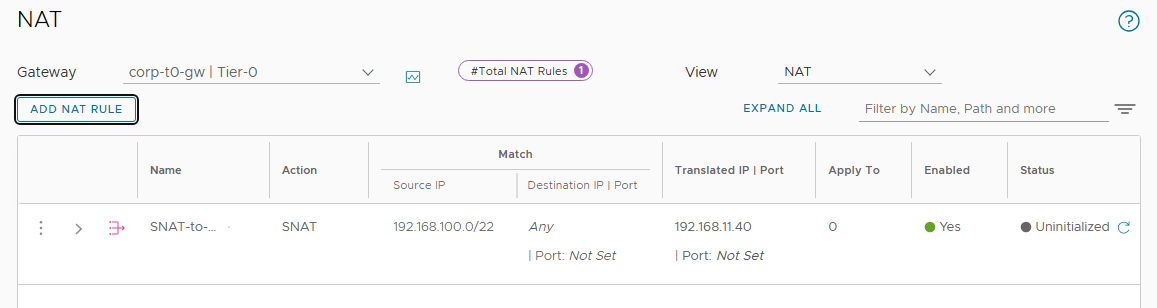 NAT
Gateway corp-t0-gw | Tier-0 #Total NAT Rules 1 View NAT
ADD NAT RULE EXPAND ALL Filter by Name, Path and more
Name Action Match Translated IP | Port Apply To Enabled Status
Source IP Destination IP | Port
SNAT-to-... SNAT 192.168.100.0/22 Any 192.168.11.40 0 Yes Uninitialized
| Port: Not Set | Port: Not Set